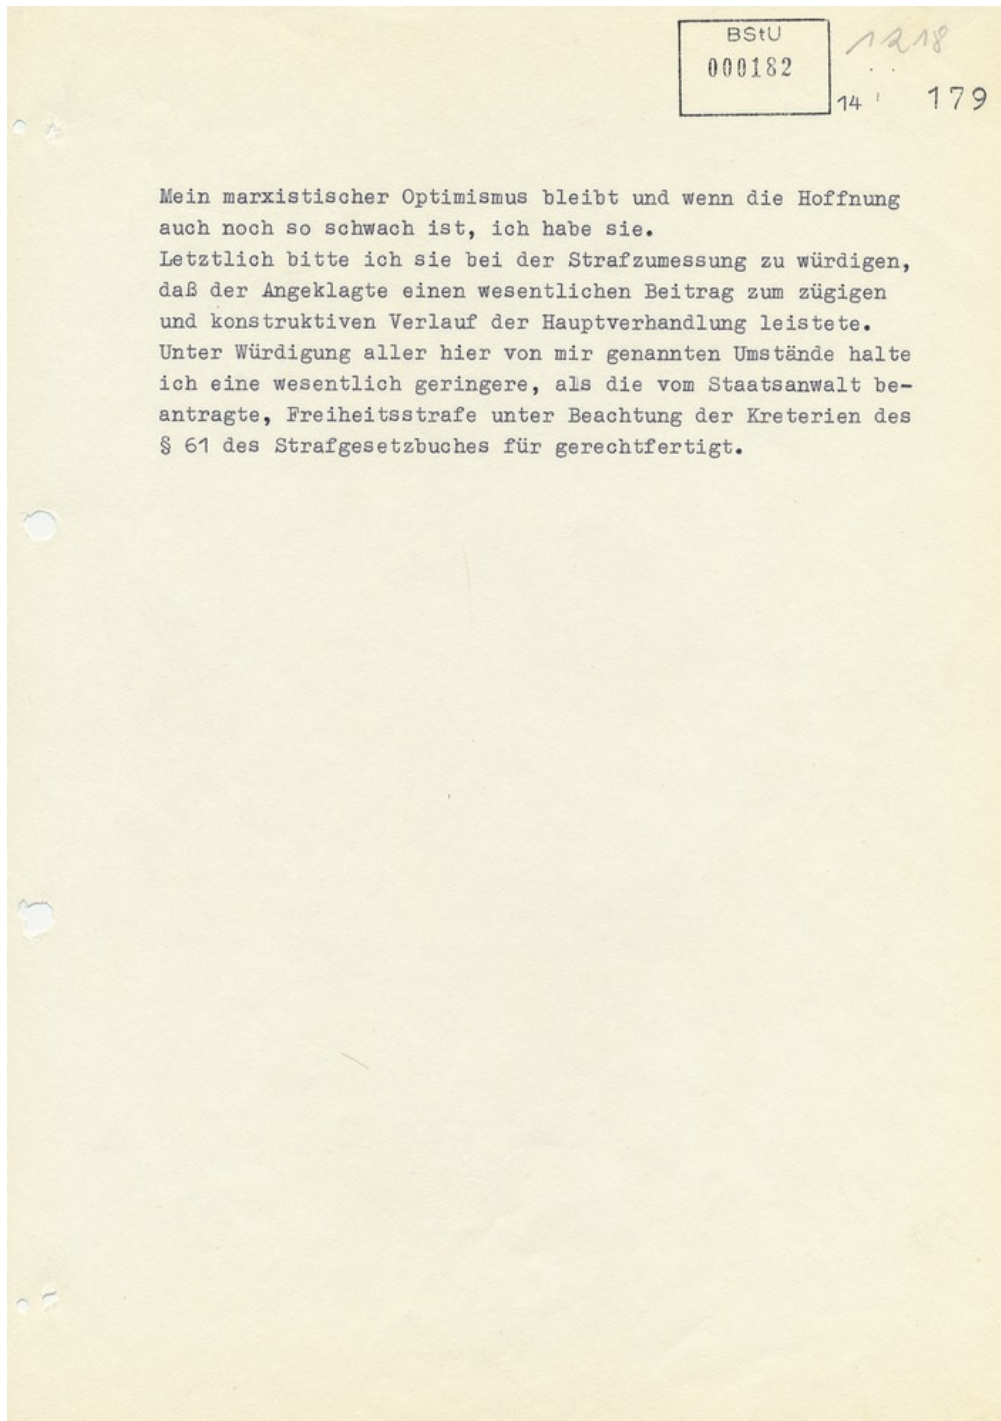 BStU
000182
1218
14
179
Mein marxistischer Optimismus bleibt und wenn die Hoffnung
auch noch so schwach ist, ich habe sie.
Letztlich bitte ich sie bei der Strafzumessung zu würdigen,
daß der Angeklagte einen wesentlichen Beitrag zum zügigen
und konstruktiven Verlauf der Hauptverhandlung leistete.
Unter Würdigung aller hier von mir genannten Umstände halte
ich eine wesentlich geringere, als die vom Staatsanwalt be-
antragte, Freiheitsstrafe unter Beachtung der Kreterien des
§ 61 des Strafgesetzbuches für gerechtfertigt.